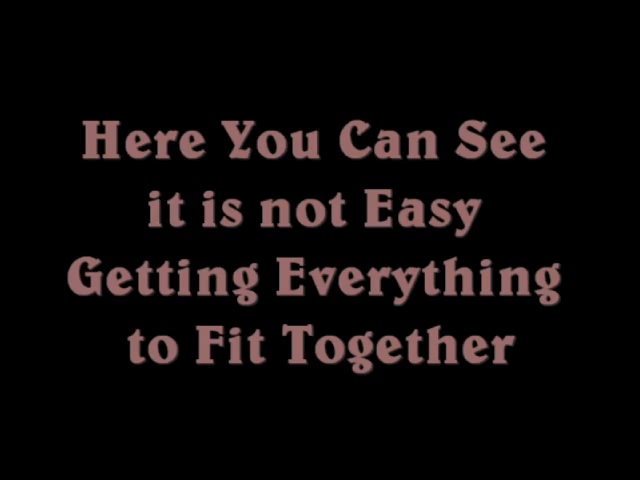 Here You Can See
it is not Easy
Getting Everything
to Fit Together